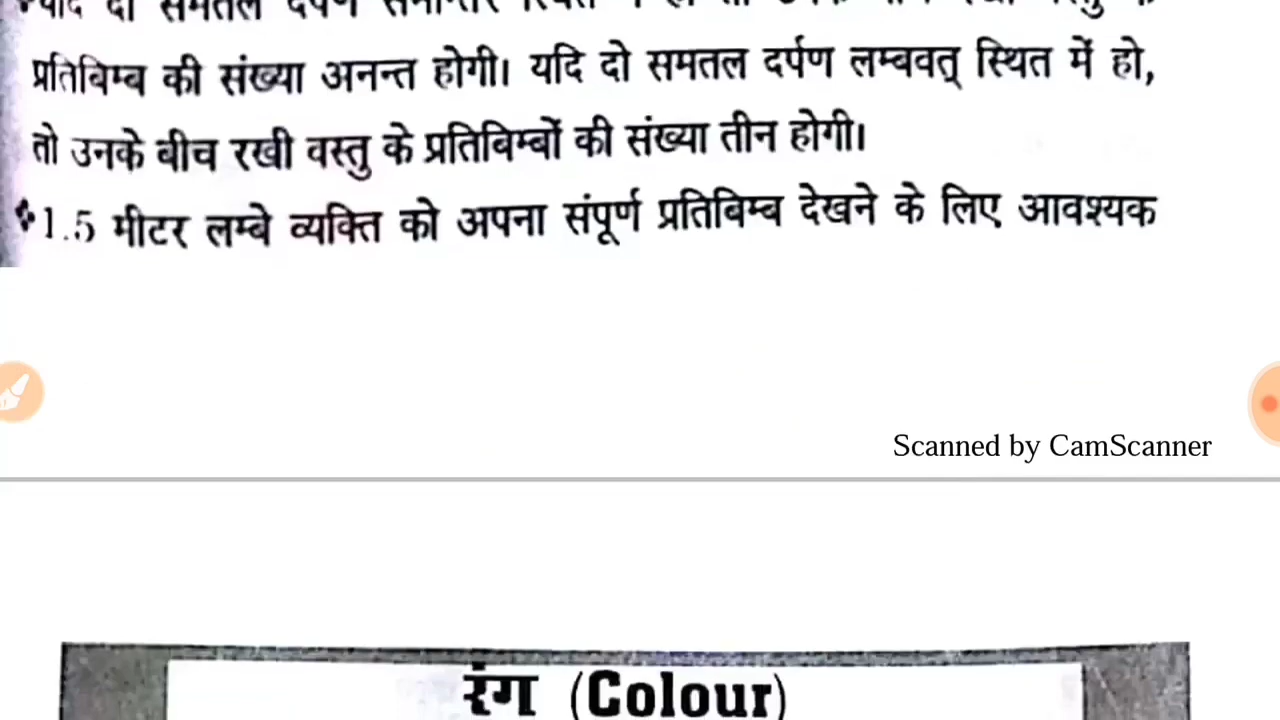 प्रतिबिम्ब की संख्या अनन्त होगी। यदि दो समतल दर्पण लम्बवत् स्थित में हो,
तो उनके बीच रखी वस्तु के प्रतिबिम्बों की संख्या तीन होगी।
1.5 मीटर लम्बे व्यक्ति को अपना संपूर्ण प्रतिबिम्ब देखने के लिए आवश्यक
Scanned by CamScanner
रंग (Colour)